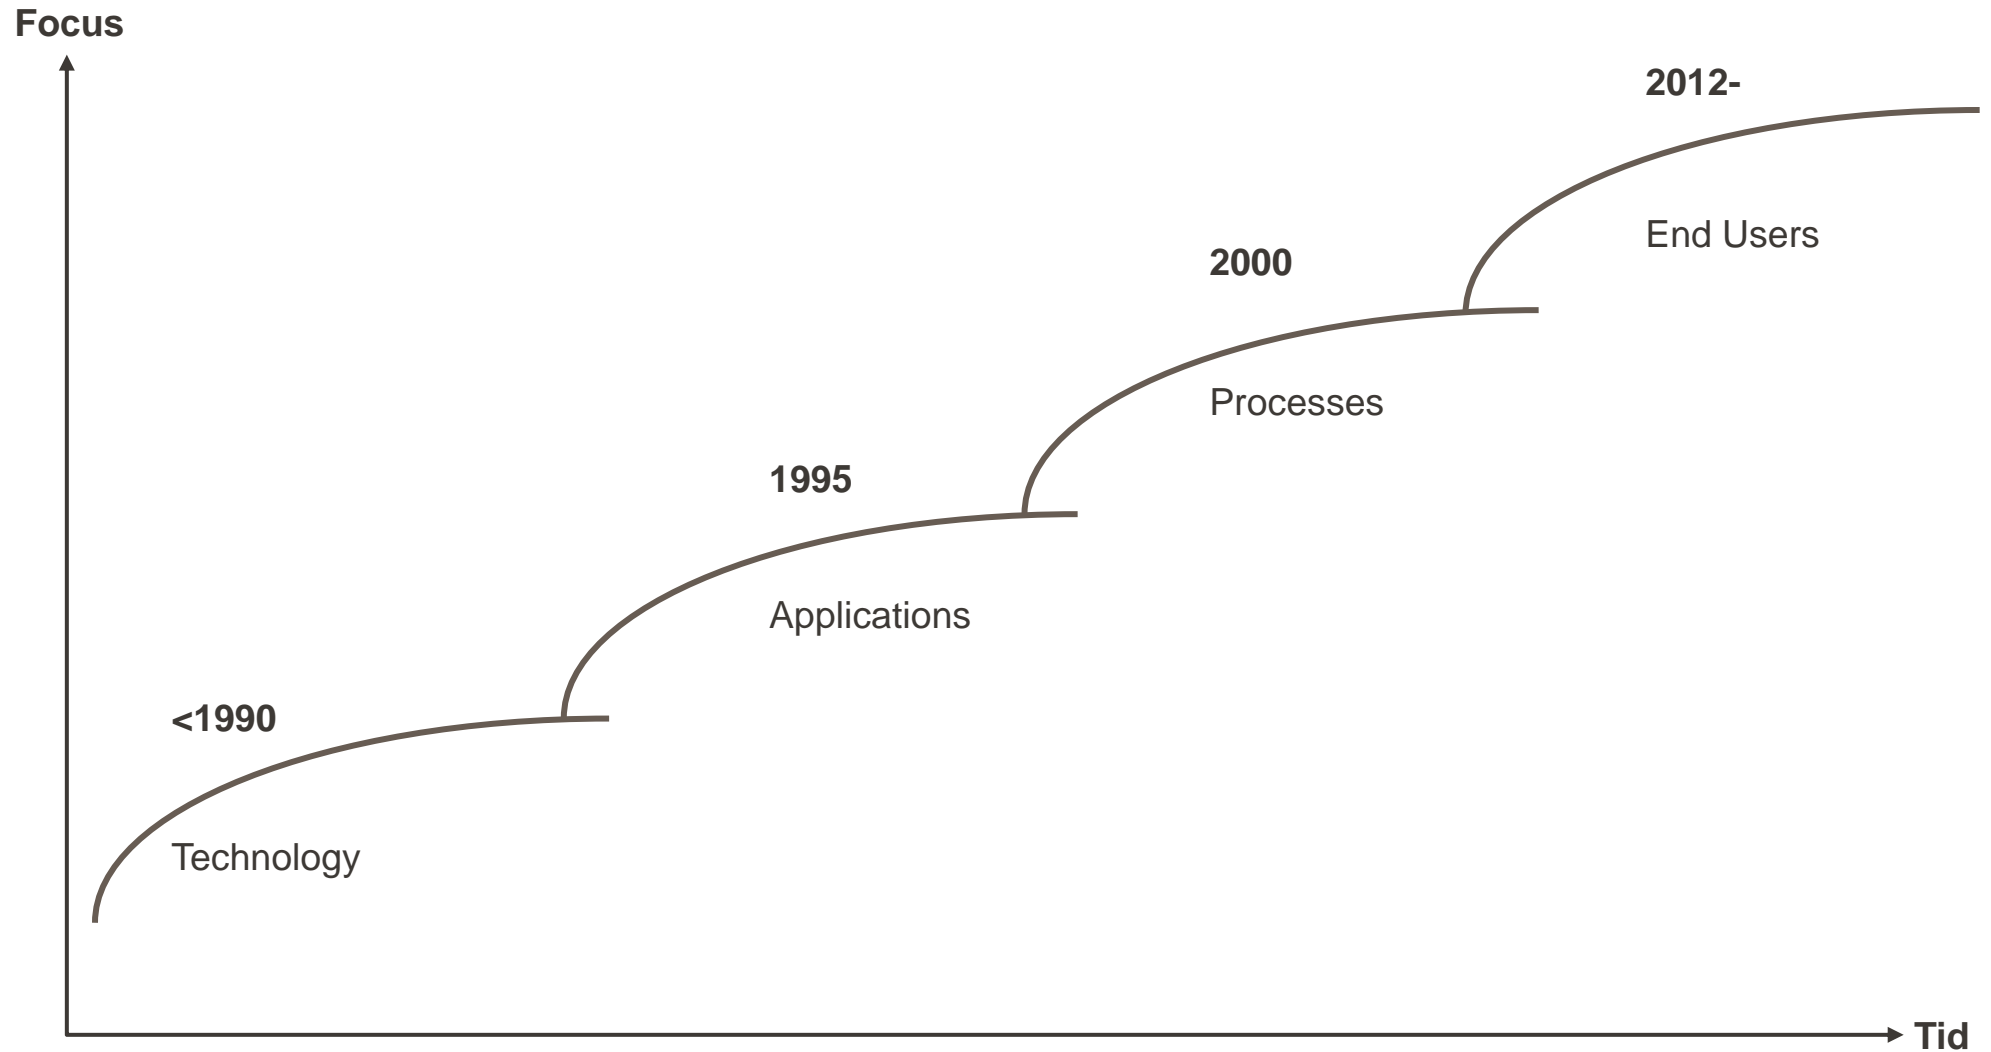 Focus
2012-
End Users
2000
Processes
1995
Applications
<1990
Technology
Tid